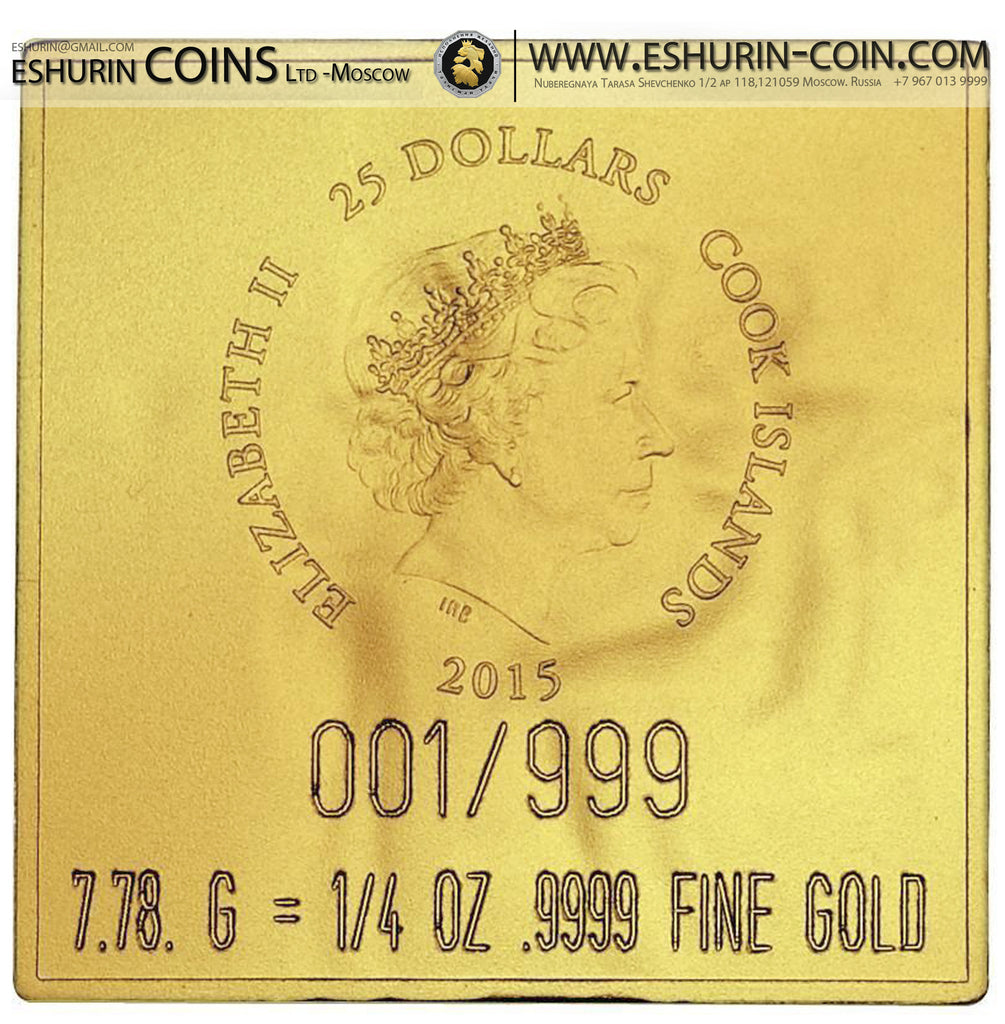 ESHURIN@GMAIL.COM
ESHURIN COINS LTD -MOSCOW
WWW.ESHURIN-COIN.COM
NUBEREGNAYA TARASA SHEVCHENKO 1/2 AP 118,121059 MOSCOW. RUSSIA +7 967 013 9999
25 DOLLARS
ELIZABETH II
COOK ISLANDS
IRB
2015
001/999
7.78. G = 1/4 OZ .9999 FINE GOLD